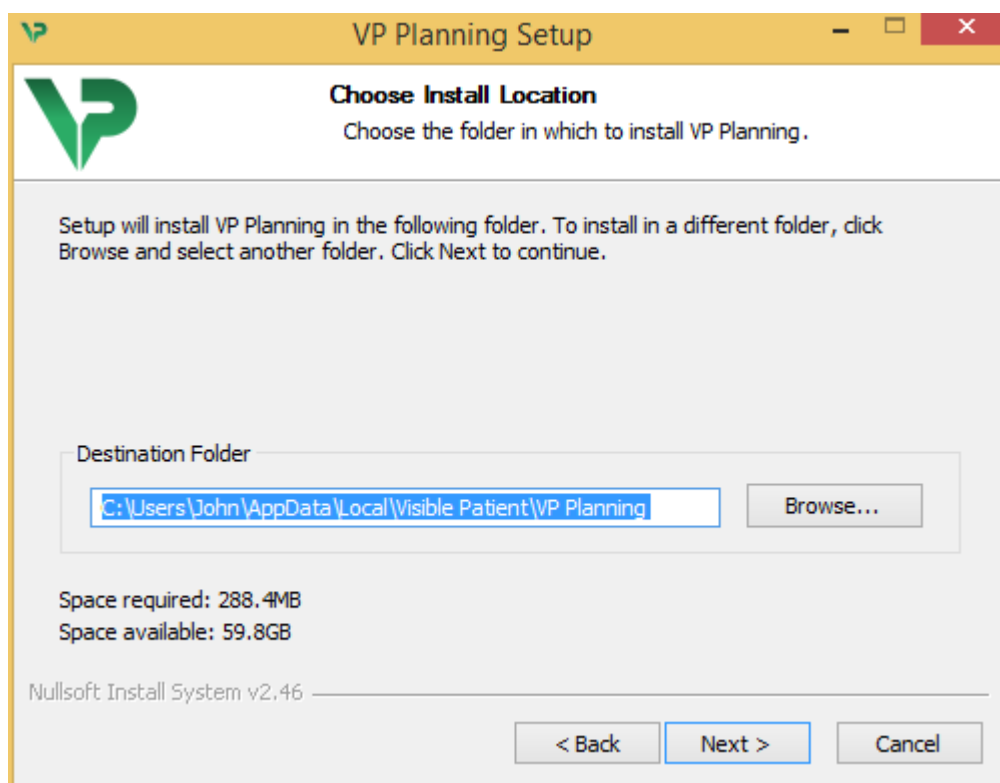 VP Planning Setup
Choose Install Location
Choose the folder in which to install VP Planning.
Setup will install VP Planning in the following folder. To install in a different folder, click
Browse and select another folder. Click Next to continue.
Destination Folder
C:\Users\John\AppData\Local\Visible Patient\VP Planning
Browse...
Space required: 288.4MB
Space available: 59.8GB
Nullsoft Install System v2.46
< Back Next > Cancel